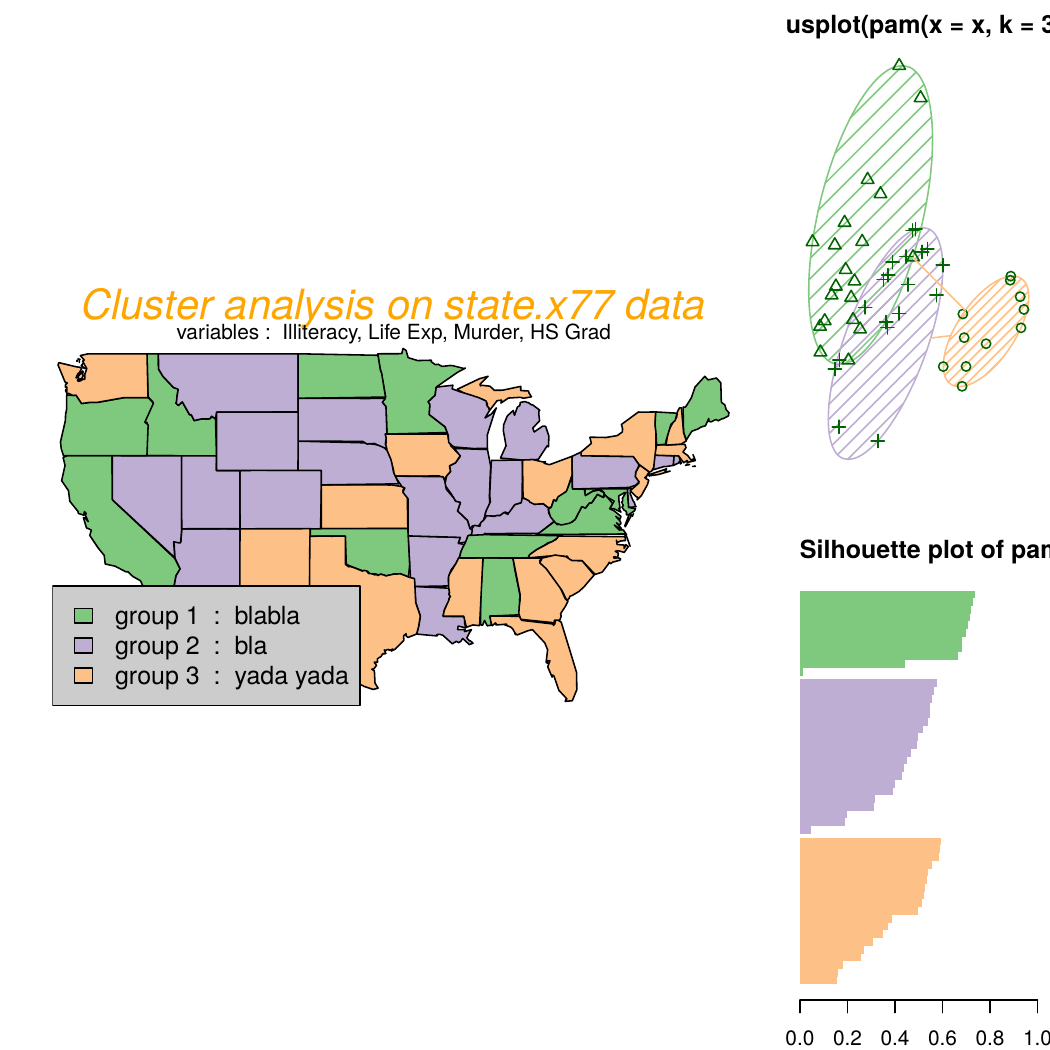 Cluster analysis on state.x77 data
variables : Illiteracy, Life Exp, Murder, HS Grad
group 1 : blabla
group 2 : bla
group 3 : yada yada
usplot(pam(x = x, k = 3
Silhouette plot of pam
0.0 0.2 0.4 0.6 0.8 1.0